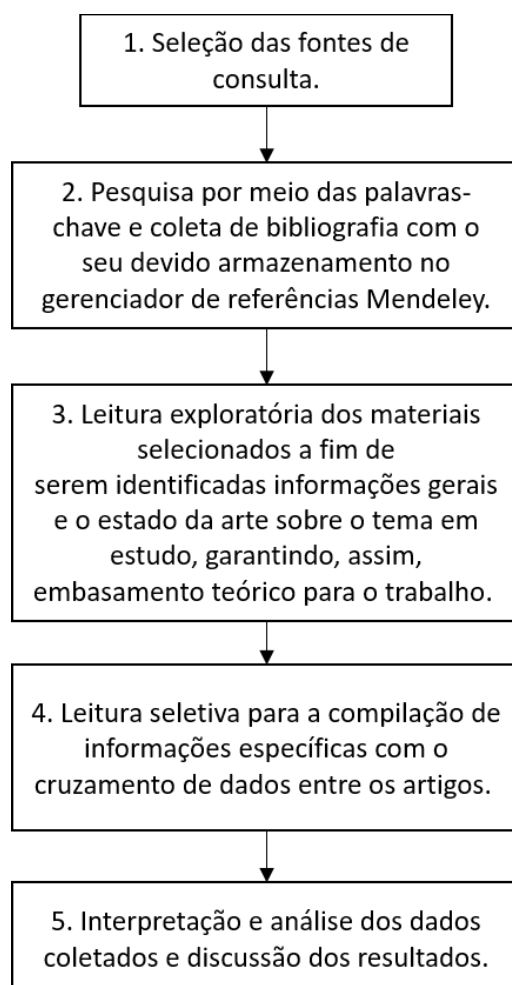 1. Seleção das fontes de
consulta.
2. Pesquisa por meio das palavras-
chave e coleta de bibliografia com o
seu devido armazenamento no
gerenciador de referências Mendeley.
3. Leitura exploratória dos materiais
selecionados a fim de
serem identificadas informações gerais
e o estado da arte sobre o tema em
estudo, garantindo, assim,
embasamento teórico para o trabalho.
4. Leitura seletiva para a compilação de
informações específicas com o
cruzamento de dados entre os artigos.
5. Interpretação e análise dos dados
coletados e discussão dos resultados.